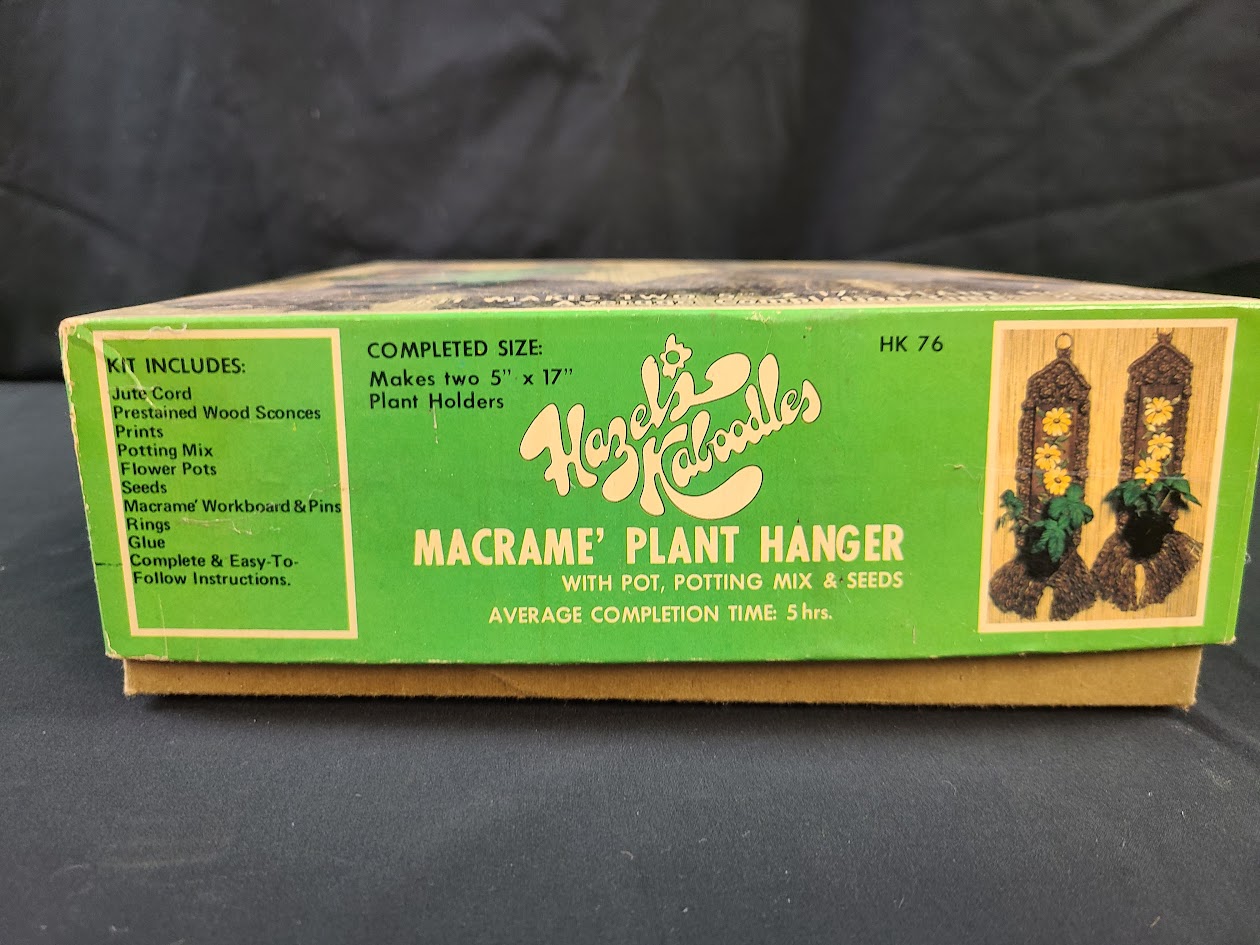 MAKES TWO
KIT INCLUDES:
Jute Cord
Prestained Wood Sconces
Prints
Potting Mix
Flower Pots
Seeds
Macrame' Workboard & Pins
Rings
Glue
Complete & Easy-To-
Follow Instructions.
COMPLETED SIZE:
Makes two 5" x 17"
Plant Holders
Hazel's
Kaboodles
HK 76
MACRAME' PLANT HANGER
WITH POT, POTTING MIX & SEEDS
AVERAGE COMPLETION TIME: 5 hrs.